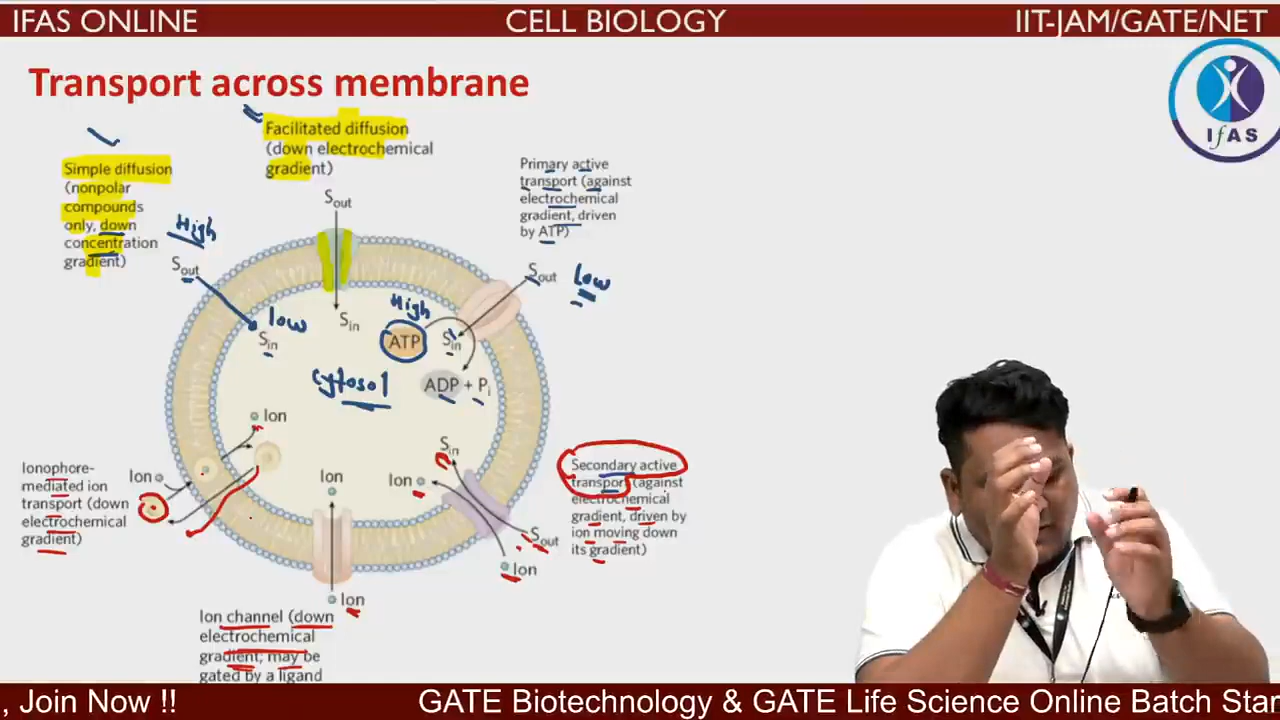 IFAS ONLINE
CELL BIOLOGY
IIT-JAM/GATE/NET
IfAS
Transport across membrane
Facilitated diffusion
(down electrochemical
gradient)
Simple diffusion
(nonpolar
compounds
only, down
concentration
gradient)
Primary active
transport (against
electrochemical
gradient, driven
by ATP)
High
Sout
Sout
Sout
Low
low
Sin
Sin
High
ATP
Sin
ADP + Pi
cytosol
Ion
Ionophore-
mediated ion
transport (down
electrochemical
gradient)
Ion
Ion
Ion
Sin
Sout
Ion
Secondary active
transport (against
electrochemical
gradient, driven by
ion moving down
its gradient)
Ion
Ion channel (down
electrochemical
gradient; may be
gated by a ligand
, Join Now !!
GATE Biotechnology & GATE Life Science Online Batch Star